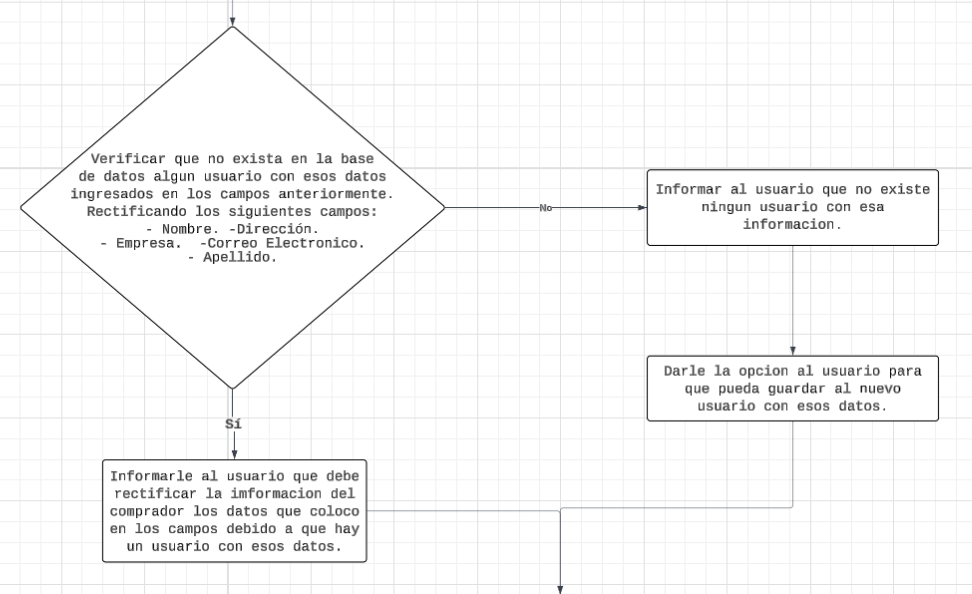 Verificar que no exista en la base
de datos algun usuario con esos datos
ingresados en los campos anteriormente.
Rectificando los siguientes campos:
- Nombre. -Dirección.
- Empresa.  -Correo Electronico.
- Apellido.
No
Informar al usuario que no existe
ningun usuario con esa
informacion.
Darle la opcion al usuario para
que pueda guardar al nuevo
usuario con esos datos.
Sí
Informarle al usuario que debe
rectificar la imformacion del
comprador los datos que coloco
en los campos debido a que hay
un usuario con esos datos.